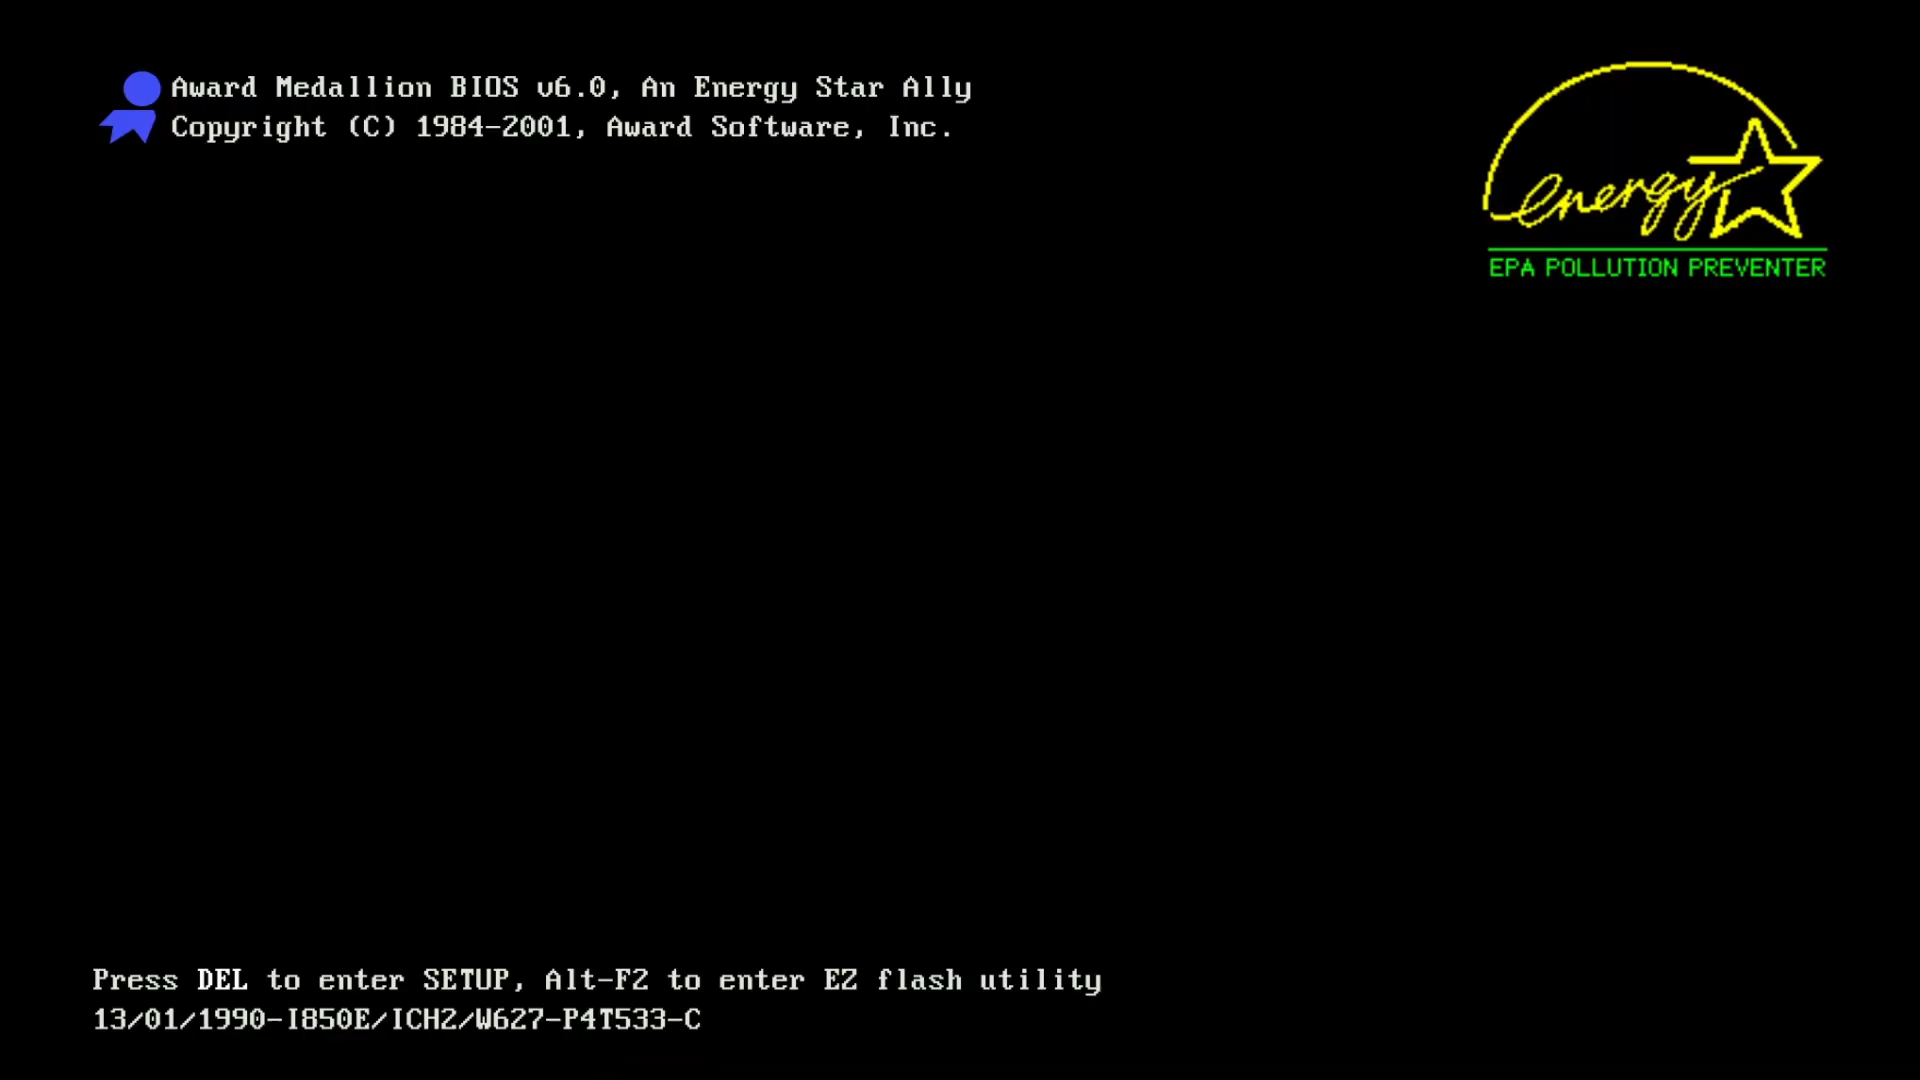 Award Medallion BIOS v6.0, An Energy Star Ally
Copyright (C) 1984-2001, Award Software, Inc.
energy
EPA POLLUTION PREVENTER
Press DEL to enter SETUP, Alt-F2 to enter EZ flash utility
13/01/1990-I850E/ICH2/W627-P4T533-C